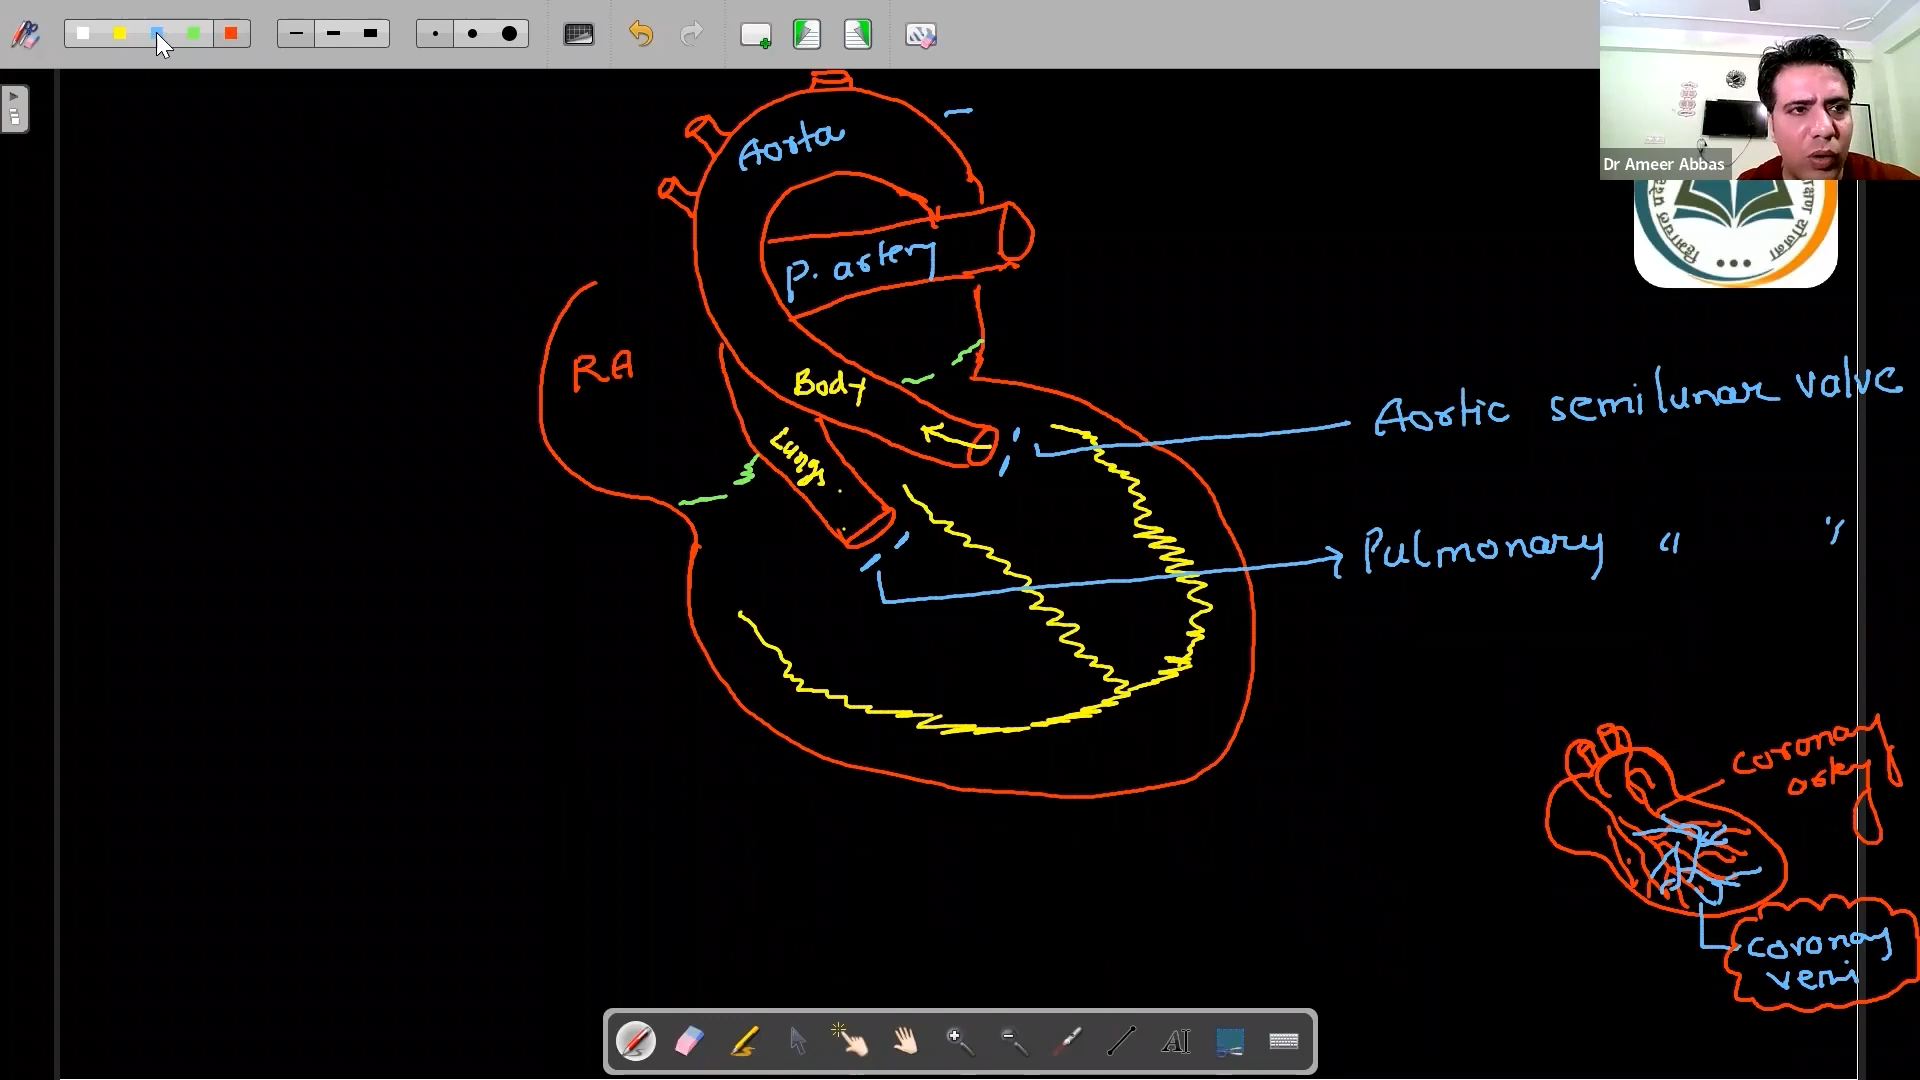 Dr Ameer Abbas
Aorta
P. artery
RA
Body
Lungs
Aortic semilunar valve
Pulmonary " "
coronary
artery
coronary
vein